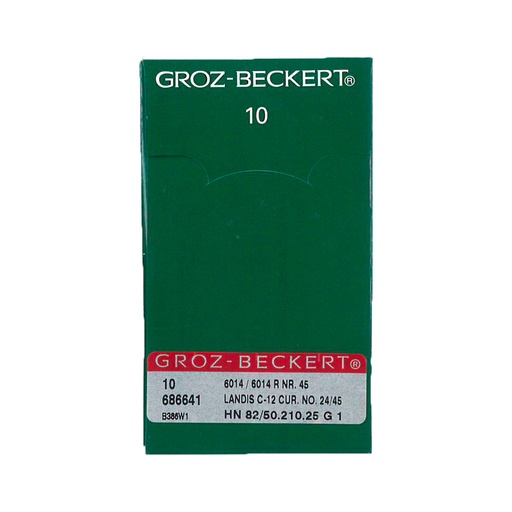 GROZ-BECKERT®
10
GROZ-BECKERT®
10 6014 / 6014 R NR. 45
686641 LANDIS C-12 CUR. NO. 24/45
B386W1 HN 82/50.210.25 G 1